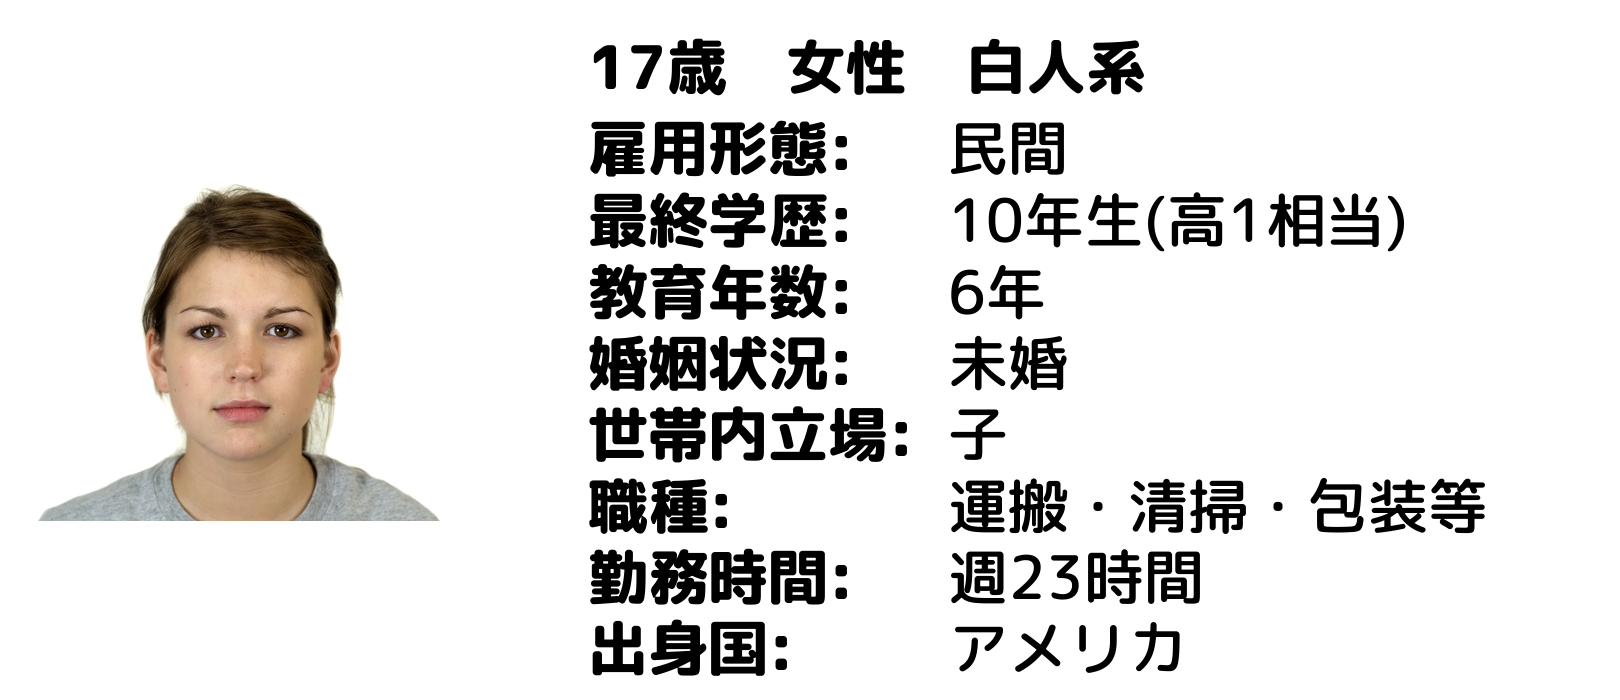 17歳　女性　白人系
雇用形態: 民間
最終学歴: 10年生(高1相当)
教育年数: 6年
婚姻状況: 未婚
世帯内立場: 子
職種: 運搬・清掃・包装等
勤務時間: 週23時間
出身国: アメリカ